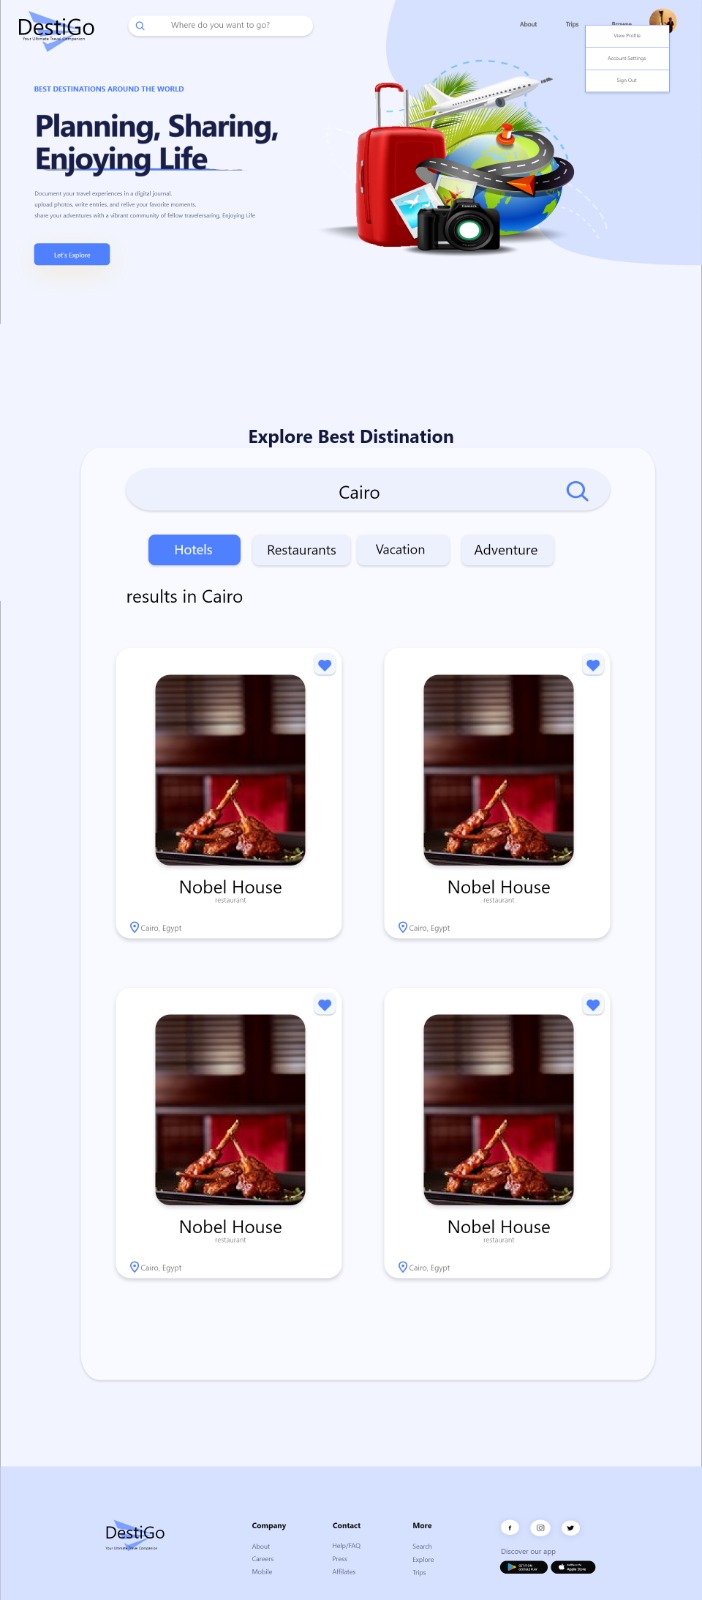 DestiGo
Your Ultimate Travel Companion
Where do you want to go?
About
Trips
Browse
View Profile
Account Settings
Sign Out
BEST DESTINATIONS AROUND THE WORLD
Planning, Sharing,
Enjoying Life
Document your travel experiences in a digital journal,
upload photos, write entries, and relive your favorite moments.
share your adventures with a vibrant community of fellow travelersaring, Enjoying Life
Let's Explore
Explore Best Distination
Cairo
Hotels
Restaurants
Vacation
Adventure
results in Cairo
Nobel House
restaurant
Cairo, Egypt
Nobel House
restaurant
Cairo, Egypt
Nobel House
restaurant
Cairo, Egypt
Nobel House
restaurant
Cairo, Egypt
DestiGo
Your Ultimate Travel Companion
Company
About
Careers
Mobile
Contact
Help/FAQ
Press
Affiliates
More
Search
Explore
Trips
Discover our app
GET IT ON
GOOGLE PLAY
Apple Store